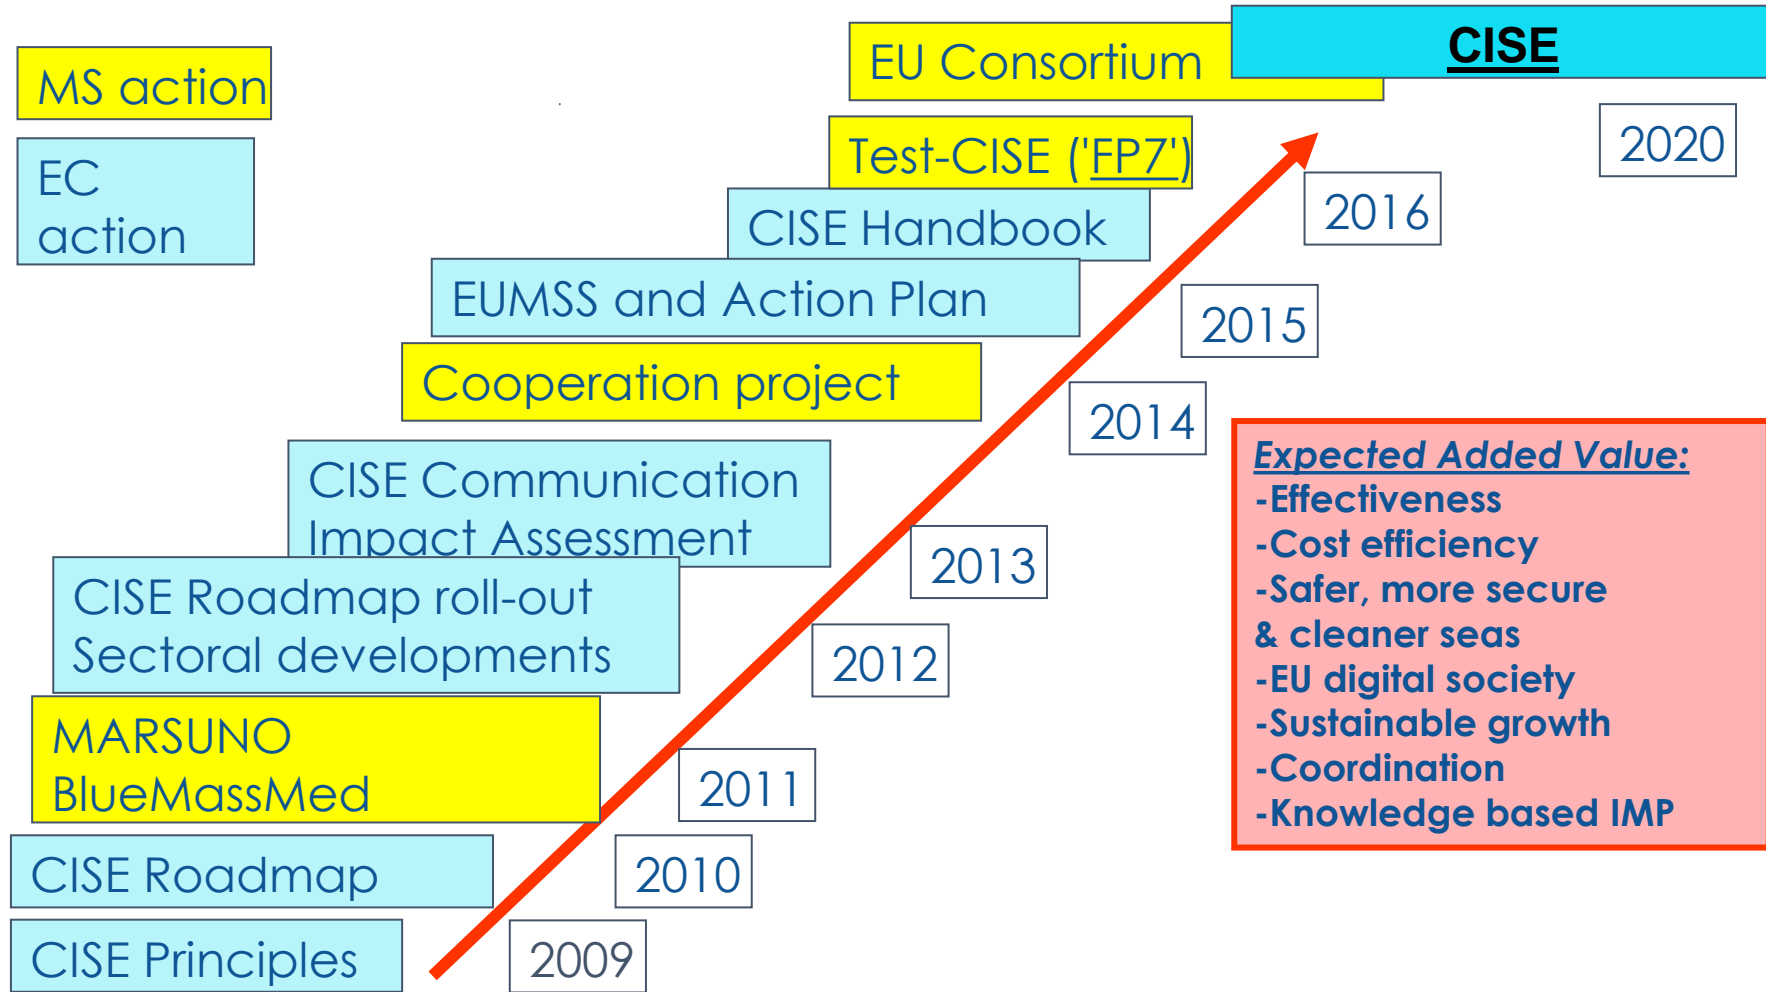 MS action
EC
action
EU Consortium
CISE
2020
Test-CISE ('FP7')
2016
CISE Handbook
EUMSS and Action Plan
2015
Cooperation project
2014
CISE Communication
Impact Assessment
2013
CISE Roadmap roll-out
Sectoral developments
2012
MARSUNO
BlueMassMed
2011
CISE Roadmap
2010
CISE Principles
2009
Expected Added Value:
-Effectiveness
-Cost efficiency
-Safer, more secure
& cleaner seas
-EU digital society
-Sustainable growth
-Coordination
-Knowledge based IMP